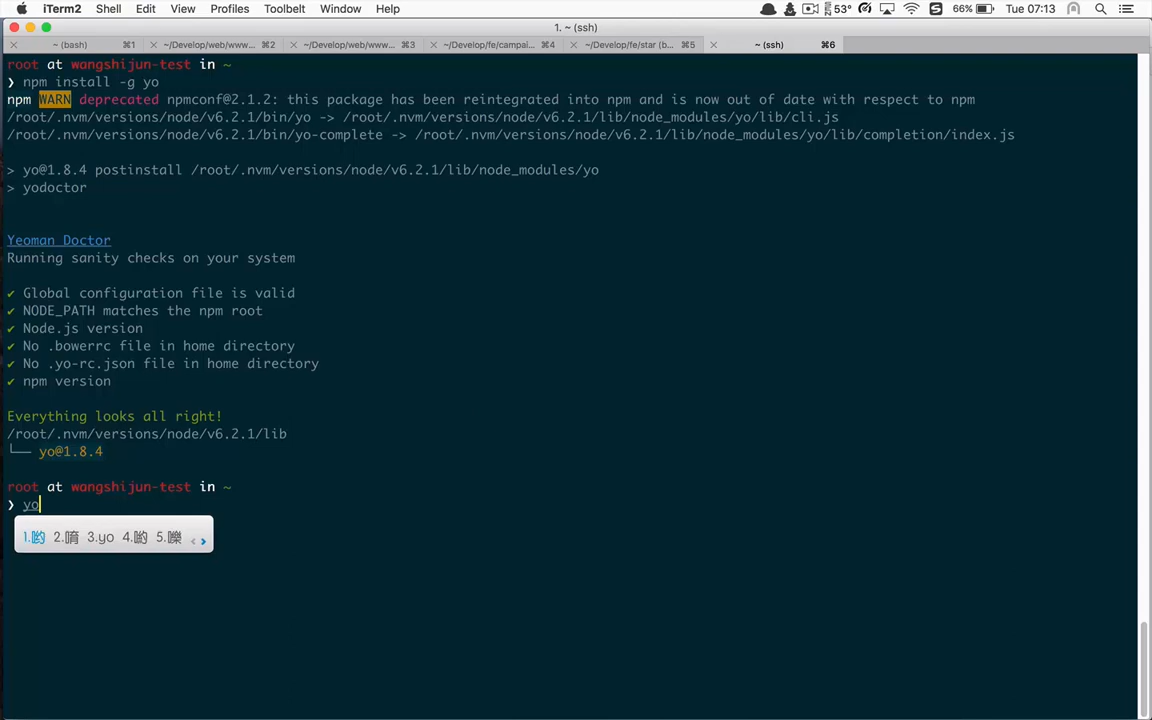 iTerm2 Shell Edit View Profiles Toolbelt Window Help 53° 66% Tue 07:13
1. ~ (ssh)
~ (bash) ⌘1 ~/Develop/web/www... ⌘2 ~/Develop/web/www... ⌘3 ~/Develop/fe/campai... ⌘4 ~/Develop/fe/star (b... ⌘5 ~ (ssh) ⌘6
root at wangshijun-test in ~
❯ npm install -g yo
npm WARN deprecated npmconf@2.1.2: this package has been reintegrated into npm and is now out of date with respect to npm
/root/.nvm/versions/node/v6.2.1/bin/yo -> /root/.nvm/versions/node/v6.2.1/lib/node_modules/yo/lib/cli.js
/root/.nvm/versions/node/v6.2.1/bin/yo-complete -> /root/.nvm/versions/node/v6.2.1/lib/node_modules/yo/lib/completion/index.js
> yo@1.8.4 postinstall /root/.nvm/versions/node/v6.2.1/lib/node_modules/yo
> yodoctor
Yeoman Doctor
Running sanity checks on your system
✔ Global configuration file is valid
✔ NODE_PATH matches the npm root
✔ Node.js version
✔ No .bowerrc file in home directory
✔ No .yo-rc.json file in home directory
✔ npm version
Everything looks all right!
/root/.nvm/versions/node/v6.2.1/lib
└── yo@1.8.4
root at wangshijun-test in ~
❯ yo
1.哟 2.唷 3.yo 4.喲 5.嚛